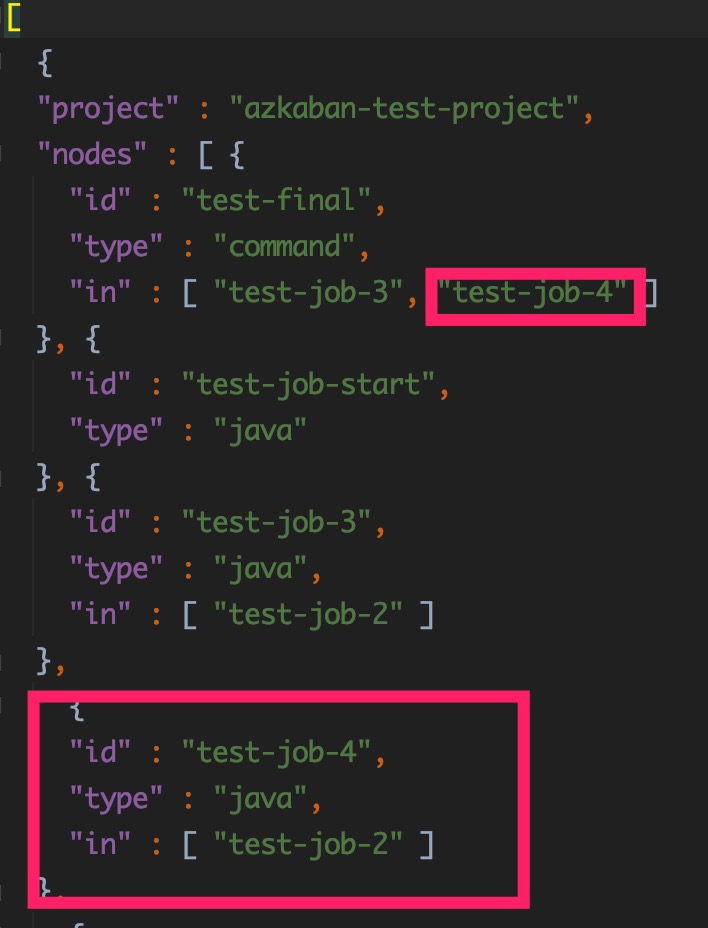 [
{
"project" : "azkaban-test-project",
"nodes" : [ {
"id" : "test-final",
"type" : "command",
"in" : [ "test-job-3", "test-job-4" ]
}, {
"id" : "test-job-start",
"type" : "java"
}, {
"id" : "test-job-3",
"type" : "java",
"in" : [ "test-job-2" ]
},
{
"id" : "test-job-4",
"type" : "java",
"in" : [ "test-job-2" ]
},
{